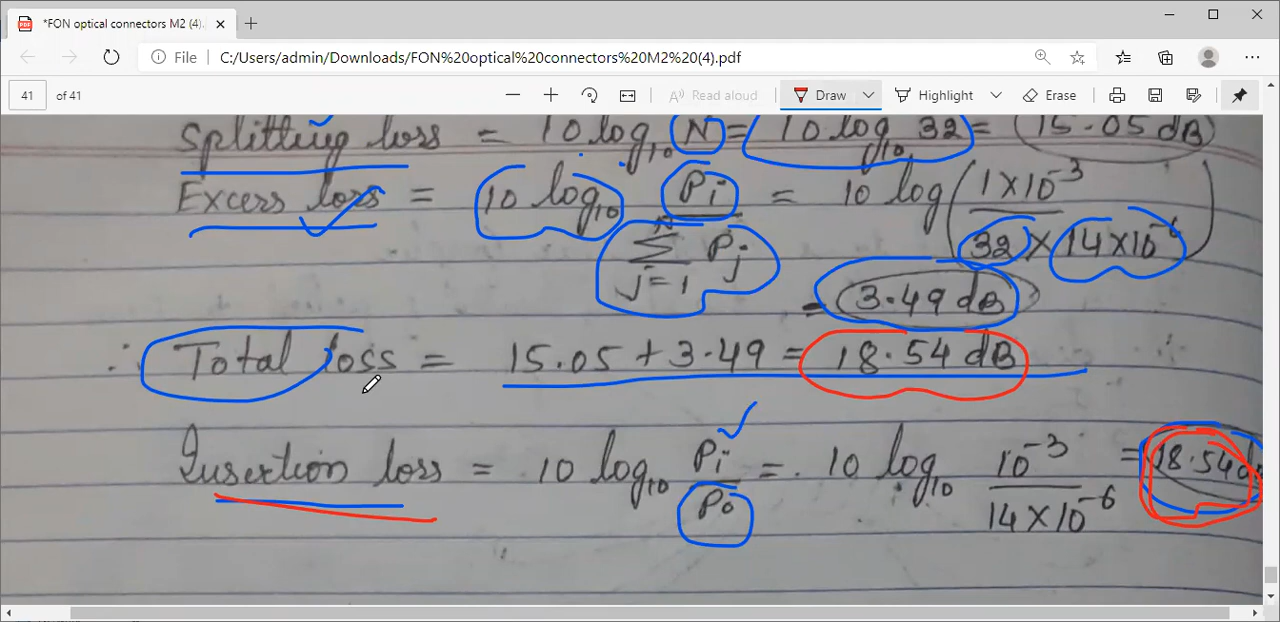 *FON optical connectors M2 (4).
File C:/Users/admin/Downloads/FON%20optical%20connectors%20M2%20(4).pdf
41 of 41 Read aloud Draw Highlight Erase
Splitting loss = 10 log10 N = 10 log10 32 = 15.05 dB
Excess loss = 10 log10 Pi / N Σ j=1 Pj = 10 log (1×10^-3 / 32 × 14×10^-6)
= 3.49 dB
∴ Total loss = 15.05 + 3.49 = 18.54 dB
Insertion loss = 10 log10 Pi / Po = 10 log10 10^-3 / 14×10^-6 = 18.54 d